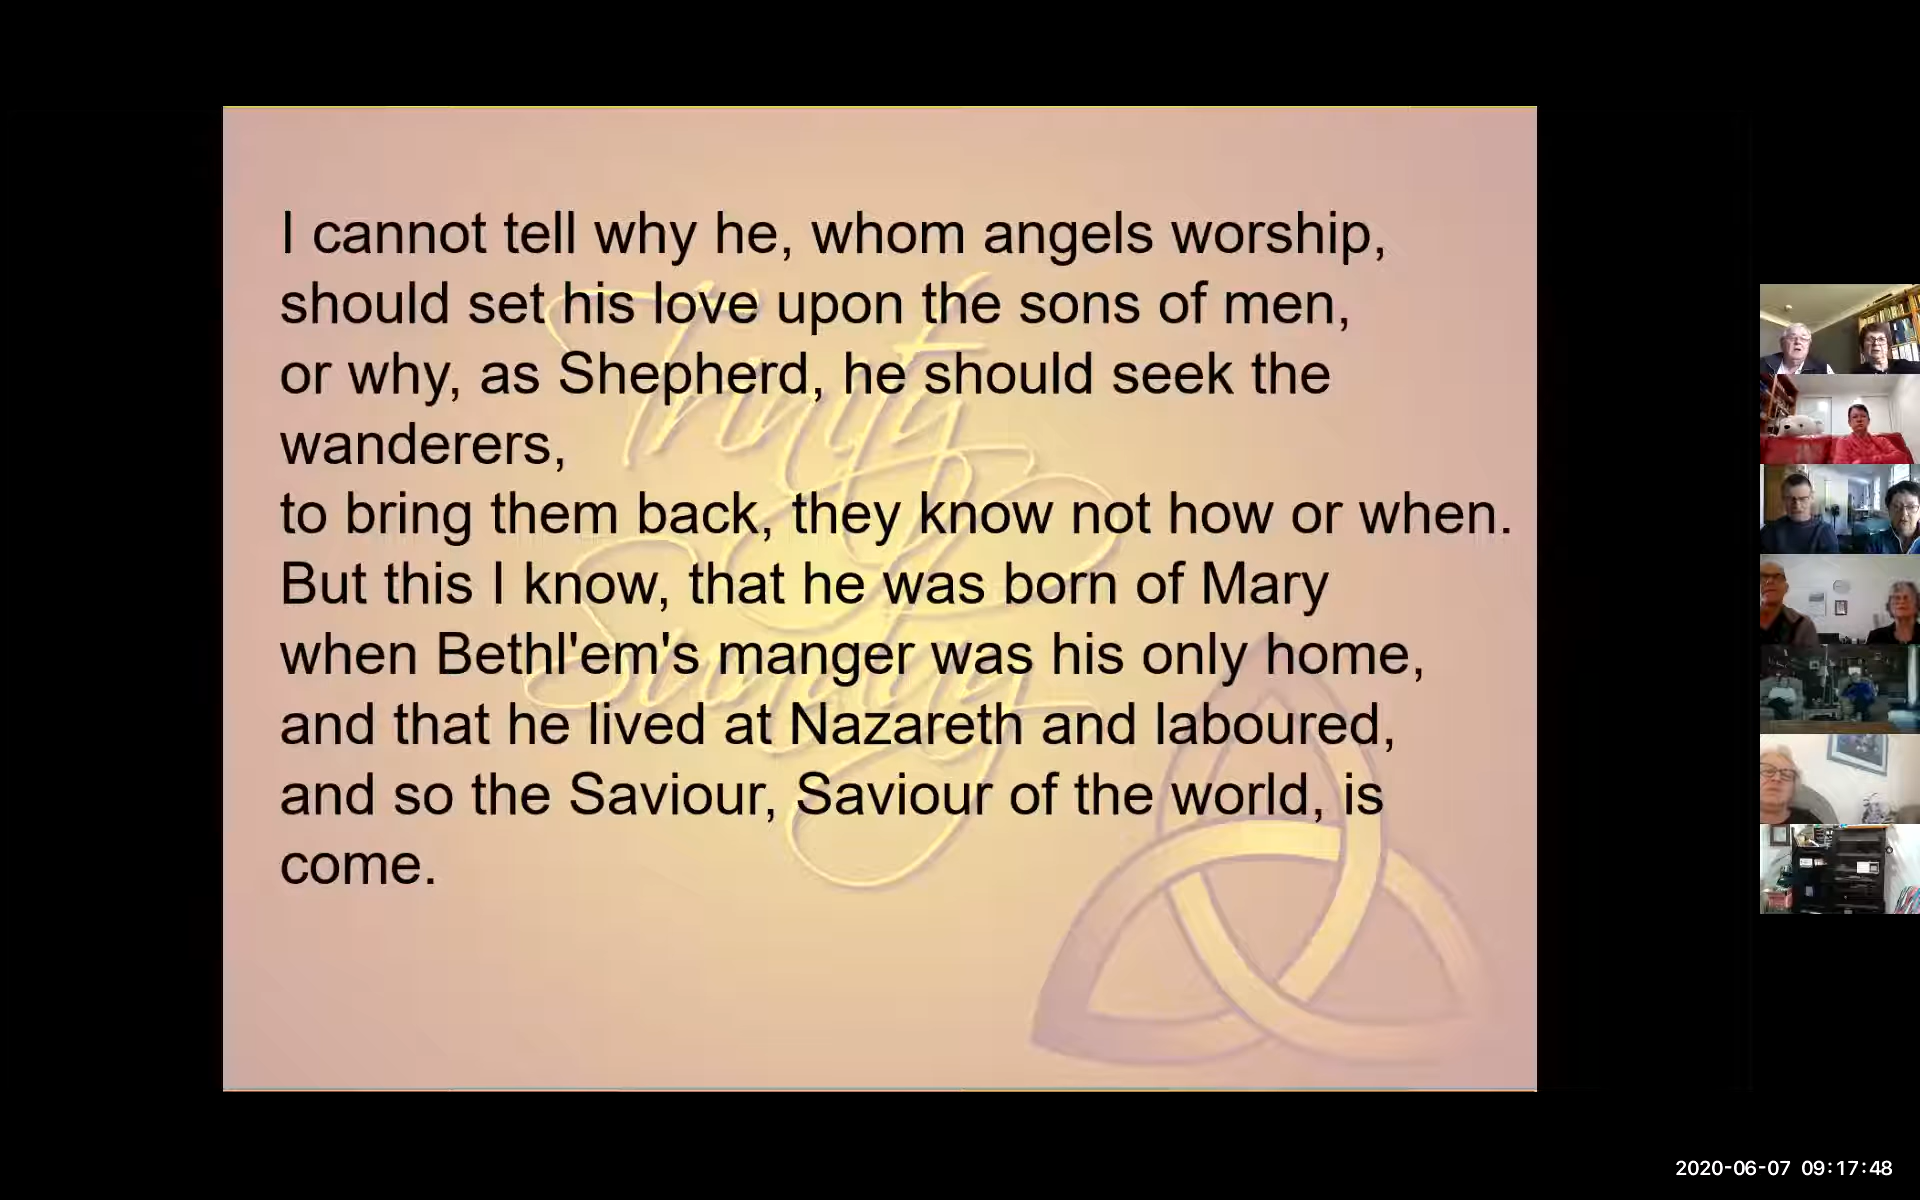 I cannot tell why he, whom angels worship,
should set his love upon the sons of men,
or why, as Shepherd, he should seek the
wanderers,
to bring them back, they know not how or when.
But this I know, that he was born of Mary
when Bethl'em's manger was his only home,
and that he lived at Nazareth and laboured,
and so the Saviour, Saviour of the world, is
come.
Trinity
Sunday
2020-06-07 09:17:48